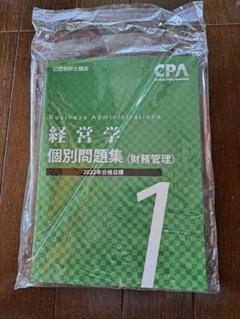 公認会計士講座
CPA
Business Administrations
経営学
個別問題集(財務管理)
2022年合格目標
1